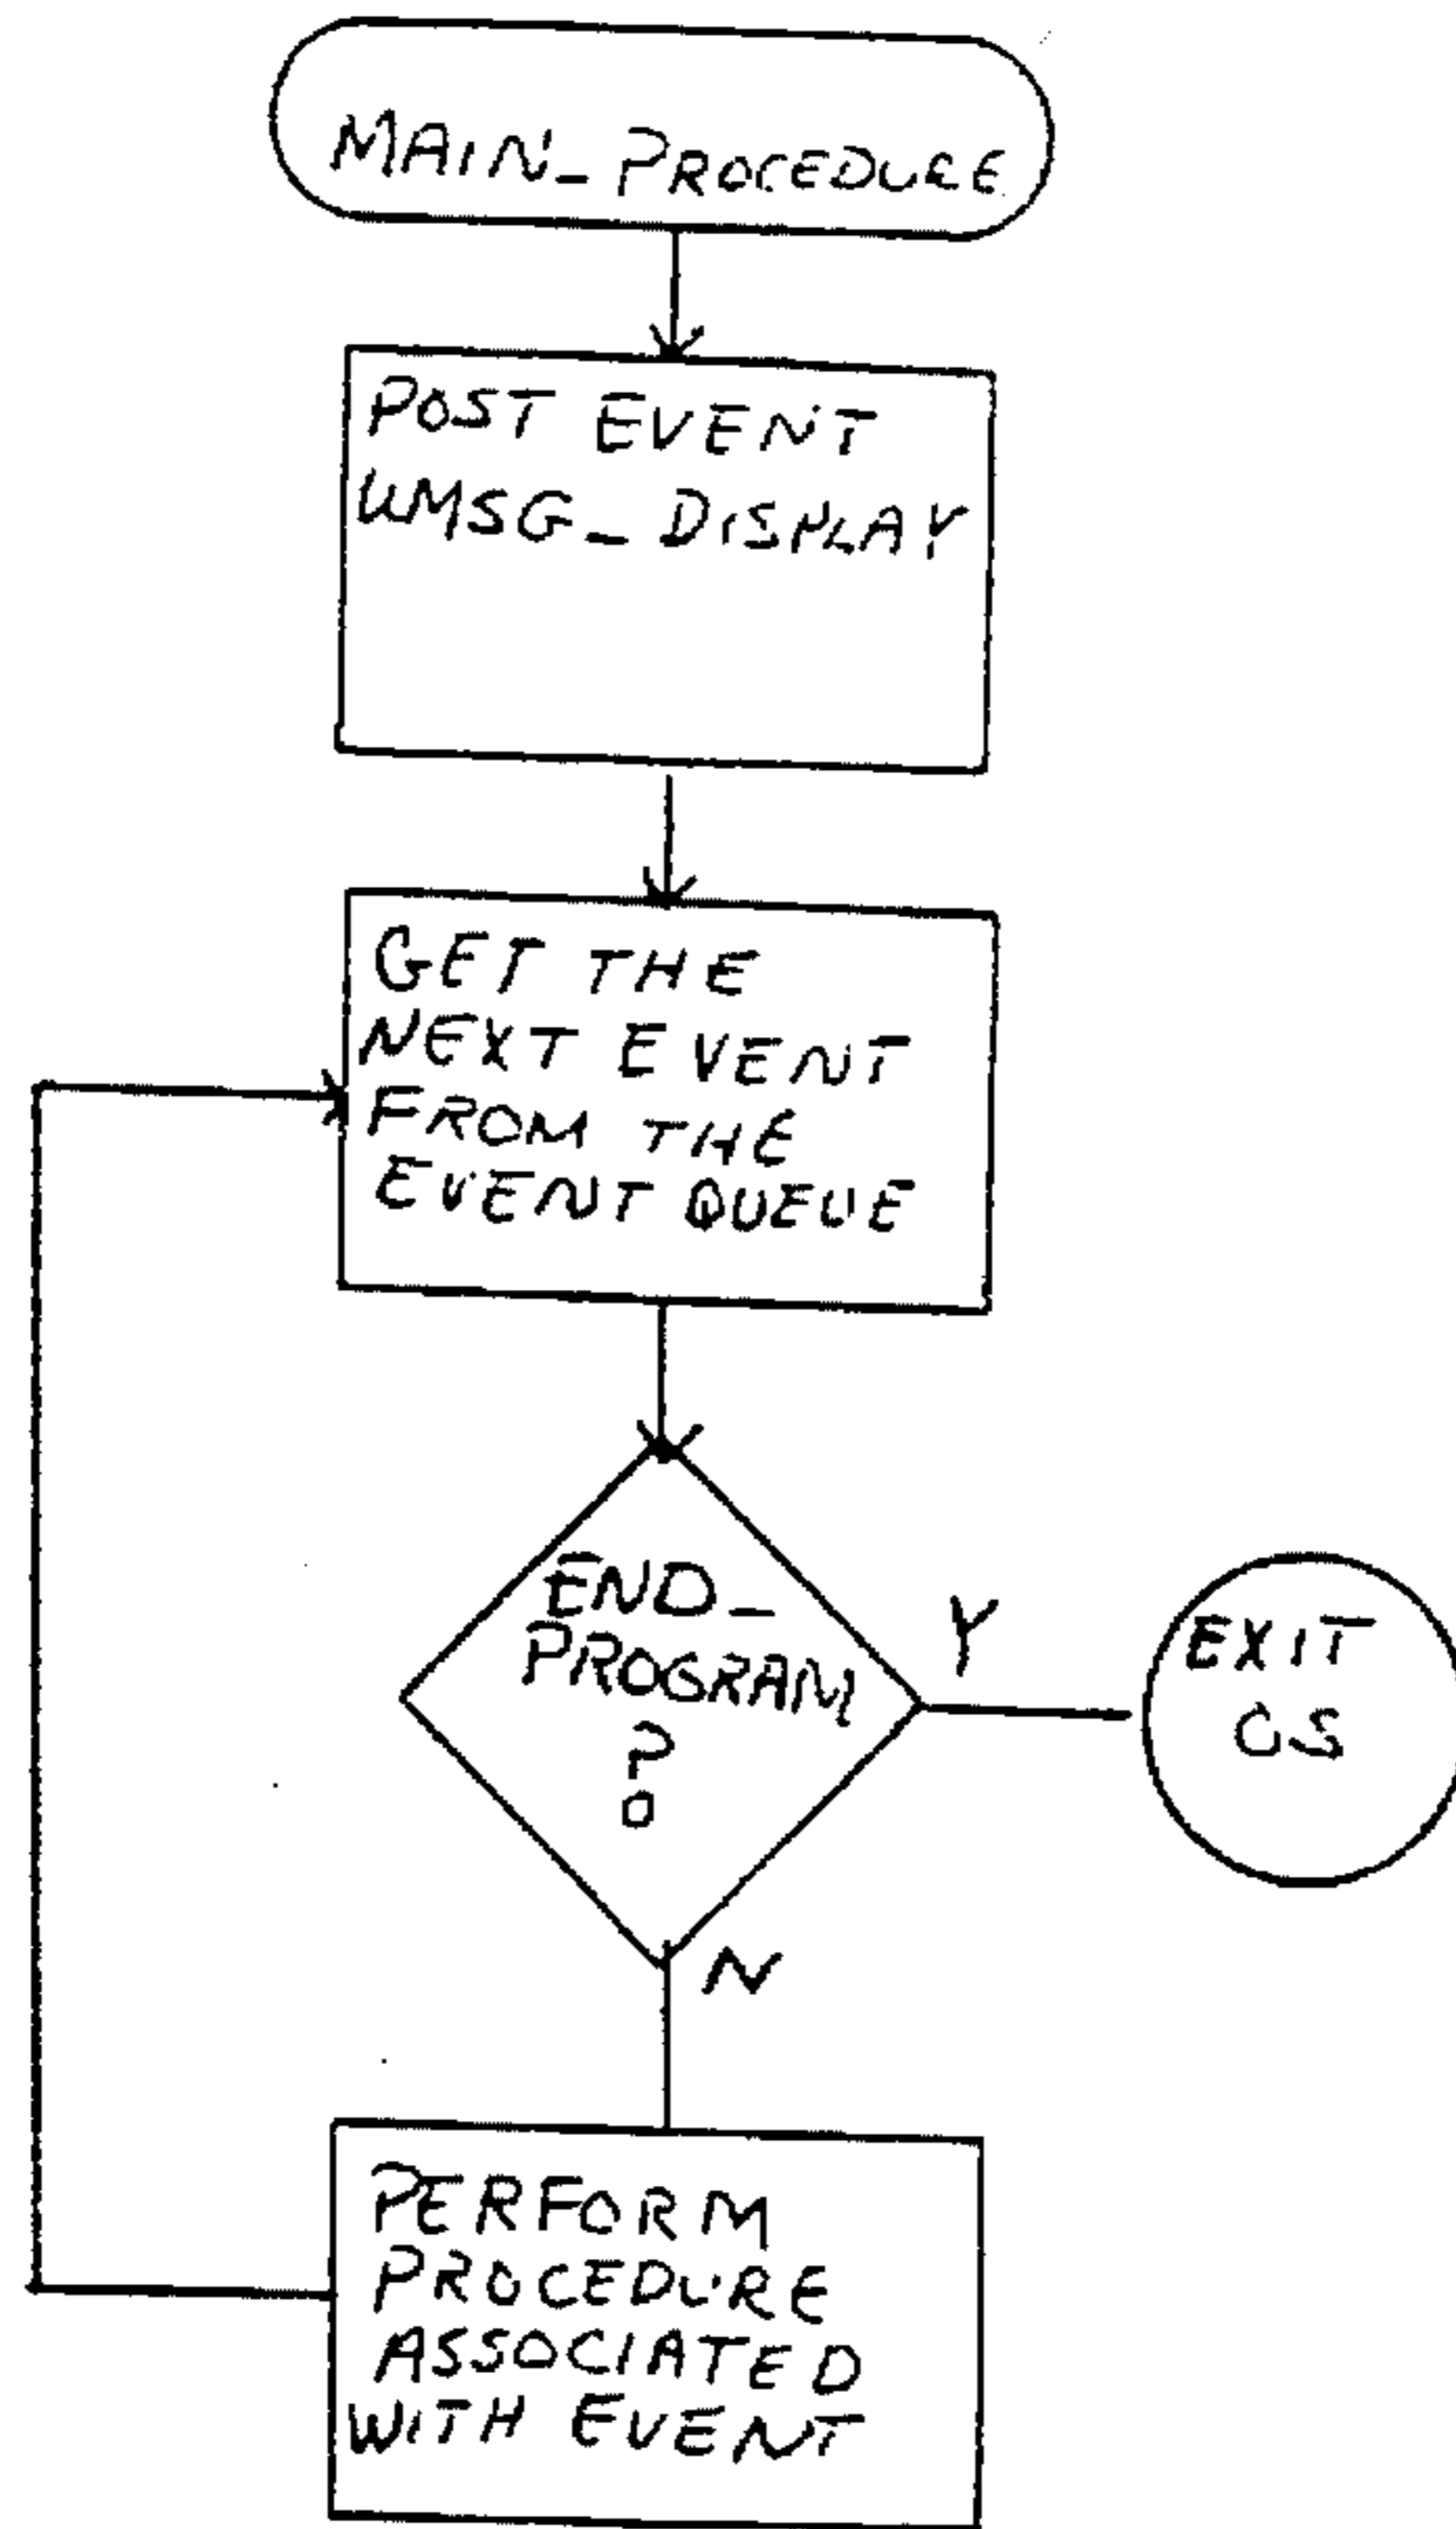 MAIN_PROCEDURE
POST EVENT
WMSG_DISPLAY
GET THE
NEXT EVENT
FROM THE
EVENT QUEUE
END_
PROGRAM
?
Y
EXIT
CS
N
PERFORM
PROCEDURE
ASSOCIATED
WITH EVENT